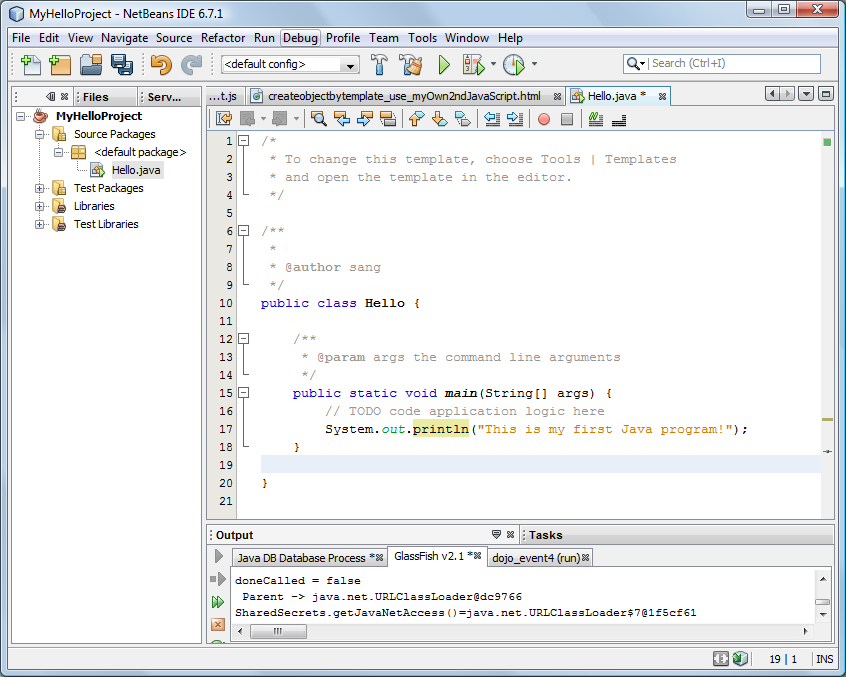 MyHelloProject - NetBeans IDE 6.7.1
File Edit View Navigate Source Refactor Run Debug Profile Team Tools Window Help
<default config>
Search (Ctrl+I)
Files
Serv...
...t.js
createobjectbytemplate_use_myOwn2ndJavaScript.html
Hello.java *
MyHelloProject
Source Packages
<default package>
Hello.java
Test Packages
Libraries
Test Libraries
1 /*
2 * To change this template, choose Tools | Templates
3 * and open the template in the editor.
4 */
5
6 /**
7 *
8 * @author sang
9 */
10 public class Hello {
11
12 /**
13 * @param args the command line arguments
14 */
15 public static void main(String[] args) {
16 // TODO code application logic here
17 System.out.println("This is my first Java program!");
18 }
19
20 }
21
Output
Tasks
Java DB Database Process *
GlassFish v2.1 *
dojo_event4 (run)
doneCalled = false
Parent -> java.net.URLClassLoader@dc9766
SharedSecrets.getJavaNetAccess()=java.net.URLClassLoader$7@1f5cf61
19 | 1
INS